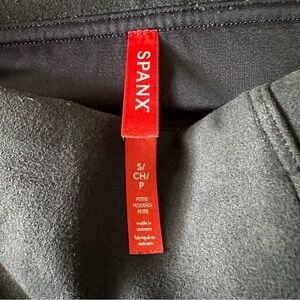 SPANX®
S/
CH/
P
PETITE/
PEQUEÑO/
PETITE
made in
vietnam
fabriqué au
vietnam